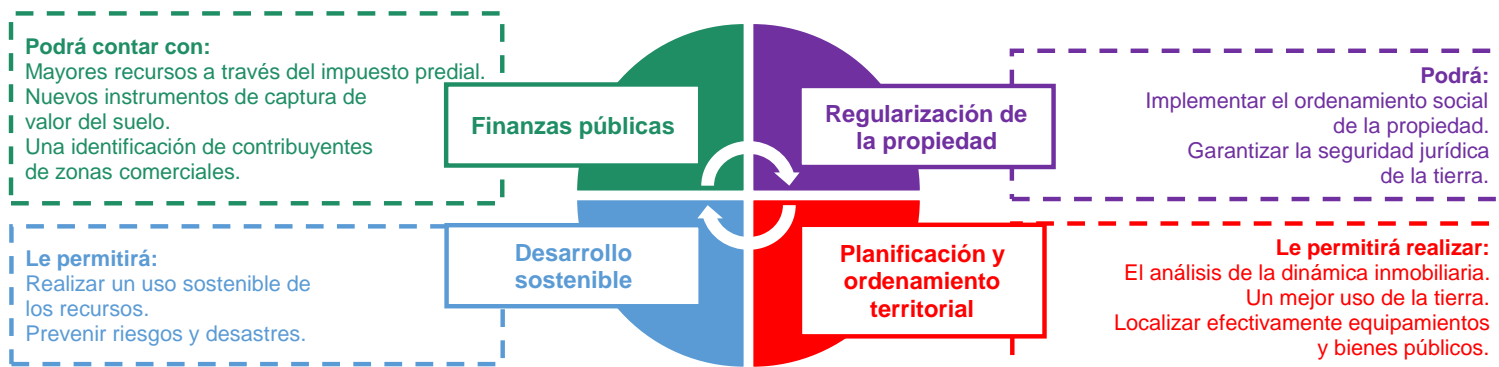 Podrá contar con:
Mayores recursos a través del impuesto predial.
Nuevos instrumentos de captura de
valor del suelo.
Una identificación de contribuyentes
de zonas comerciales.
Finanzas públicas
Regularización de
la propiedad
Podrá:
Implementar el ordenamiento social
de la propiedad.
Garantizar la seguridad jurídica
de la tierra.
Le permitirá:
Realizar un uso sostenible de
los recursos.
Prevenir riesgos y desastres.
Desarrollo
sostenible
Planificación y
ordenamiento
territorial
Le permitirá realizar:
El análisis de la dinámica inmobiliaria.
Un mejor uso de la tierra.
Localizar efectivamente equipamientos
y bienes públicos.